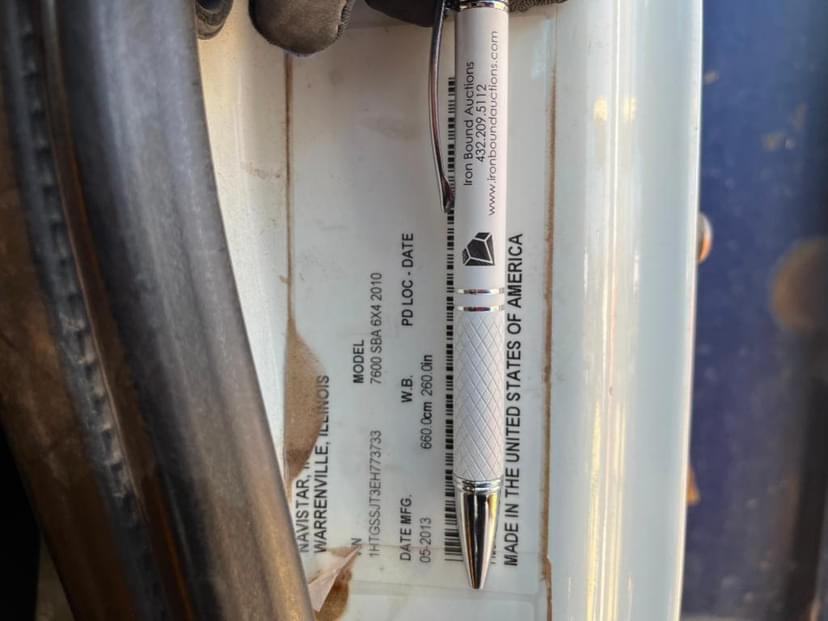 NAVISTAR,
WARRENVILLE, ILLINOIS
MODEL
1HTGSSJT3EH773733 7600 SBA 6X4 2010
DATE MFG. W.B. PD LOC - DATE
05-2013 660.0cm 260.0in
MADE IN THE UNITED STATES OF AMERICA
Iron Bound Auctions
432.209.5112
www.ironboundauctions.com